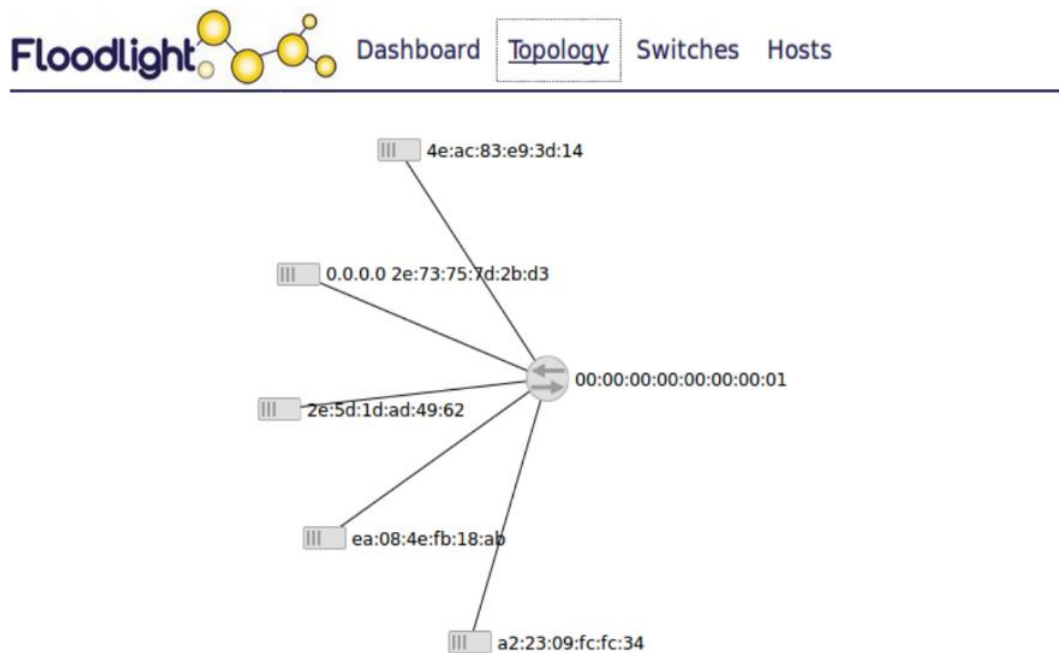 Floodlight Dashboard Topology Switches Hosts
4e:ac:83:e9:3d:14
0.0.0.0 2e:73:75:7d:2b:d3
00:00:00:00:00:00:00:01
2e:5d:1d:ad:49:62
ea:08:4e:fb:18:ab
a2:23:09:fc:fc:34